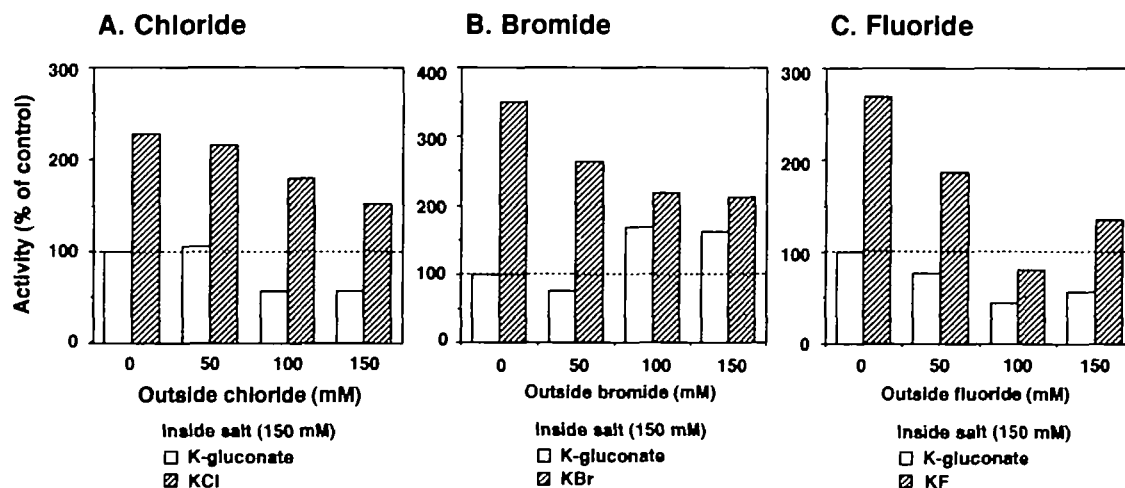 A. Chloride
B. Bromide
C. Fluoride
Activity (% of control)
300
200
100
0
0 50 100 150
Outside chloride (mM)
Inside salt (150 mM)
K-gluconate
KCl
400
300
200
100
0
0 50 100 150
Outside bromide (mM)
Inside salt (150 mM)
K-gluconate
KBr
300
200
100
0
0 50 100 150
Outside fluoride (mM)
Inside salt (150 mM)
K-gluconate
KF